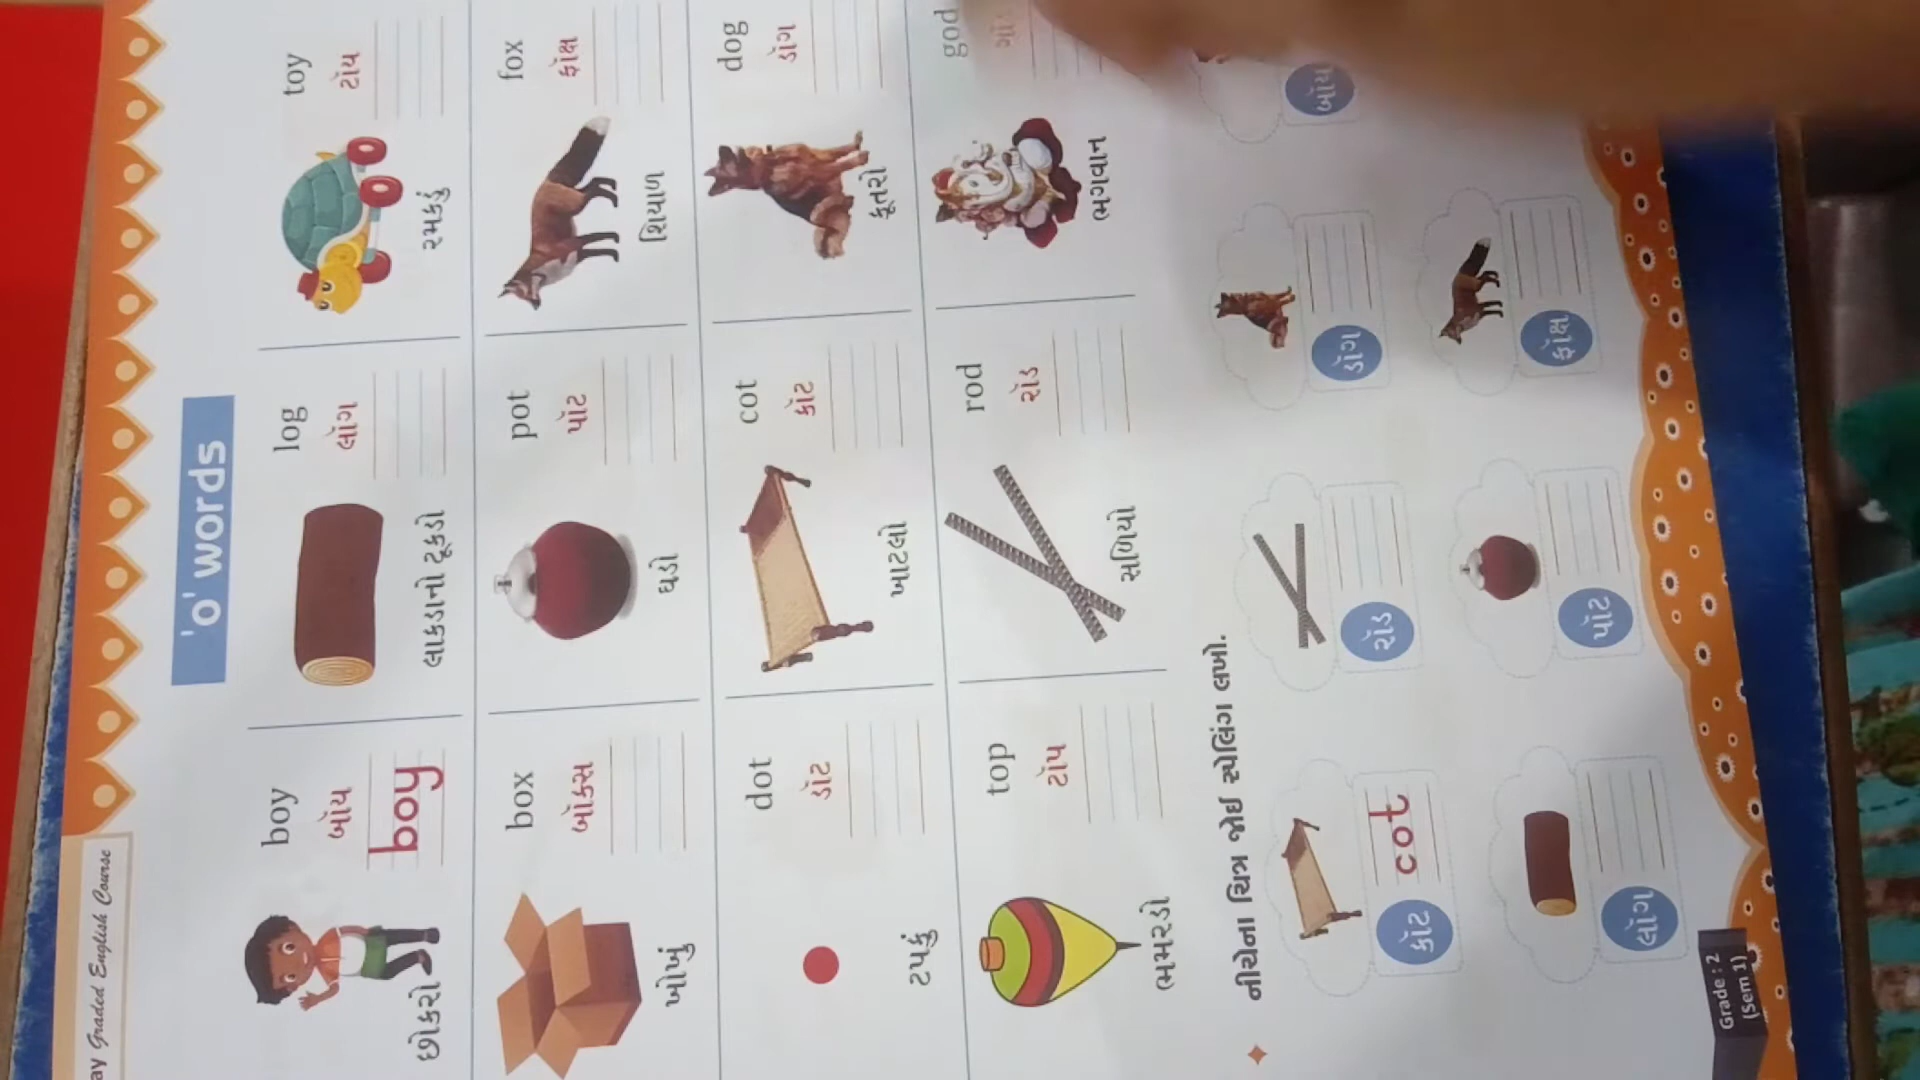 ay Graded English Course
'o' words
boy
બૉય
boy
છોકરો
log
લૉગ
લાકડાનો ટૂકડો
toy
ટૉય
રમકડું
box
બૉક્સ
ખોખું
pot
પૉટ
ઘડો
fox
ફૉક્ષ
શિયાળ
dot
ડૉટ
ટપકું
cot
કૉટ
ખાટલો
dog
ડૉગ
કૂતરો
top
ટૉપ
ભમરડો
rod
રૉડ
સળિયો
god
ભગવાન
નીચેના ચિત્ર જોઈ સ્પેલિંગ લખો.
કૉટ
cot
રૉડ
ડૉગ
બૉય
લૉગ
પૉટ
ફૉક્ષ
Grade : 2
(Sem 1)